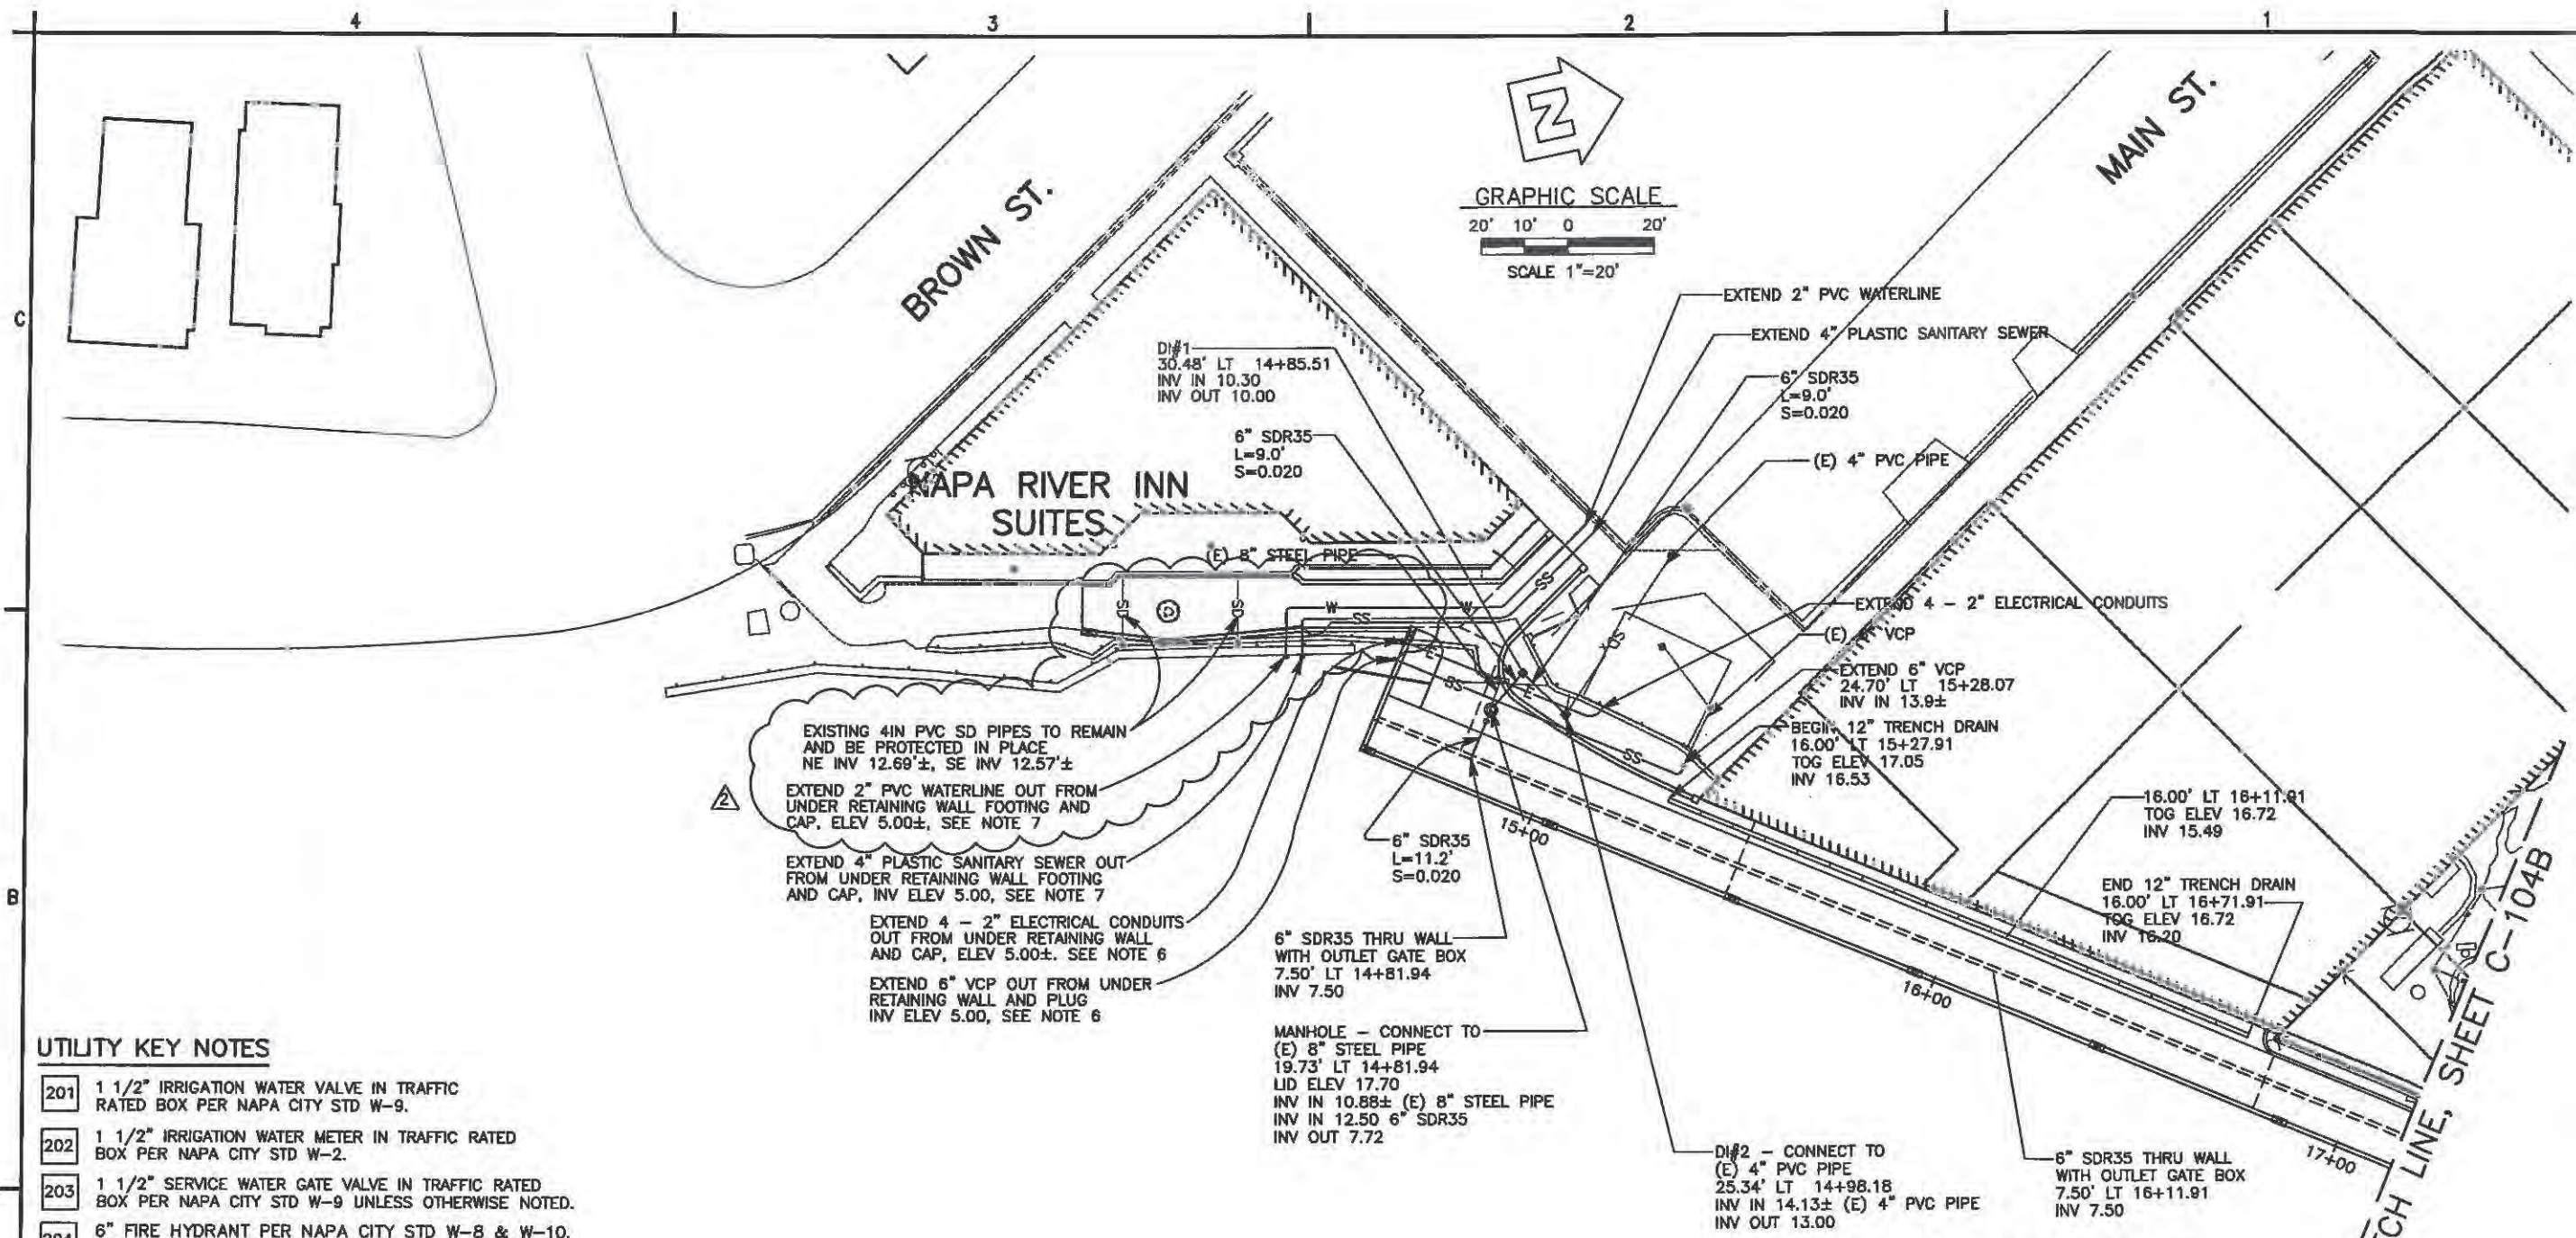 4
3
2
1
C
B
N
GRAPHIC SCALE
20' 10' 0 20'
SCALE 1"=20'
BROWN ST.
MAIN ST.
EXTEND 2" PVC WATERLINE
EXTEND 4" PLASTIC SANITARY SEWER
6" SDR35
L=9.0'
S=0.020
(E) 4" PVC PIPE
DI#1
30.48' LT 14+85.51
INV IN 10.30
INV OUT 10.00
6" SDR35
L=9.0'
S=0.020
NAPA RIVER INN
SUITES
(E) 8" STEEL PIPE
SD
SD
W
W
SS
SS
SD
E
SS
E
SS
EXTEND 4 - 2" ELECTRICAL CONDUITS
(E) VCP
EXTEND 6" VCP
24.70' LT 15+28.07
INV IN 13.9±
BEGIN 12" TRENCH DRAIN
16.00' LT 15+27.91
TOG ELEV 17.05
INV 16.53
16.00' LT 16+11.91
TOG ELEV 16.72
INV 15.49
END 12" TRENCH DRAIN
16.00' LT 16+71.91
TOG ELEV 16.72
INV 16.20
EXISTING 4IN PVC SD PIPES TO REMAIN
AND BE PROTECTED IN PLACE
NE INV 12.69'±, SE INV 12.57'±
2
EXTEND 2" PVC WATERLINE OUT FROM
UNDER RETAINING WALL FOOTING AND
CAP, ELEV 5.00±, SEE NOTE 7
EXTEND 4" PLASTIC SANITARY SEWER OUT
FROM UNDER RETAINING WALL FOOTING
AND CAP, INV ELEV 5.00, SEE NOTE 7
EXTEND 4 - 2" ELECTRICAL CONDUITS
OUT FROM UNDER RETAINING WALL
AND CAP, ELEV 5.00±. SEE NOTE 6
EXTEND 6" VCP OUT FROM UNDER
RETAINING WALL AND PLUG
INV ELEV 5.00, SEE NOTE 6
15+00
16+00
17+00
6" SDR35
L=11.2'
S=0.020
6" SDR35 THRU WALL
WITH OUTLET GATE BOX
7.50' LT 14+81.94
INV 7.50
MANHOLE - CONNECT TO
(E) 8" STEEL PIPE
19.73' LT 14+81.94
LID ELEV 17.70
INV IN 10.88± (E) 8" STEEL PIPE
INV IN 12.50 6" SDR35
INV OUT 7.72
DI#2 - CONNECT TO
(E) 4" PVC PIPE
25.34' LT 14+98.18
INV IN 14.13± (E) 4" PVC PIPE
INV OUT 13.00
6" SDR35 THRU WALL
WITH OUTLET GATE BOX
7.50' LT 16+11.91
INV 7.50
CH LINE, SHEET C-104B
UTILITY KEY NOTES
201 1 1/2" IRRIGATION WATER VALVE IN TRAFFIC
RATED BOX PER NAPA CITY STD W-9.
202 1 1/2" IRRIGATION WATER METER IN TRAFFIC RATED
BOX PER NAPA CITY STD W-2.
203 1 1/2" SERVICE WATER GATE VALVE IN TRAFFIC RATED
BOX PER NAPA CITY STD W-9 UNLESS OTHERWISE NOTED.
6" FIRE HYDRANT PER NAPA CITY STD W-8 & W-10.